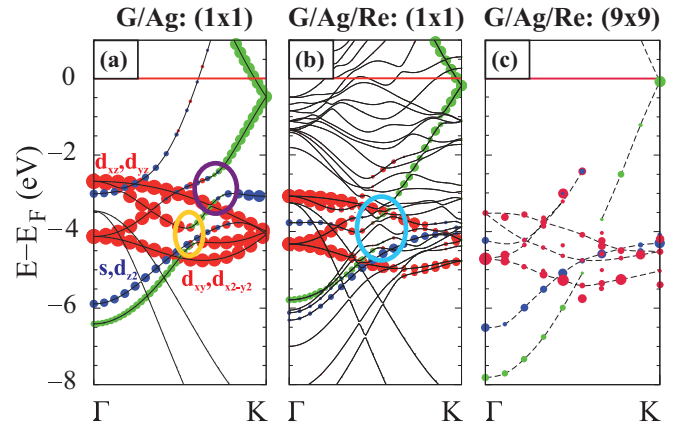 G/Ag: (1x1) G/Ag/Re: (1x1) G/Ag/Re: (9x9)
(a) (b) (c)
0
−2
−4
−6
−8
E−E_F (eV)
d_xz,d_yz
s,d_z2
d_xy,d_x2-y2
Γ K Γ K Γ K